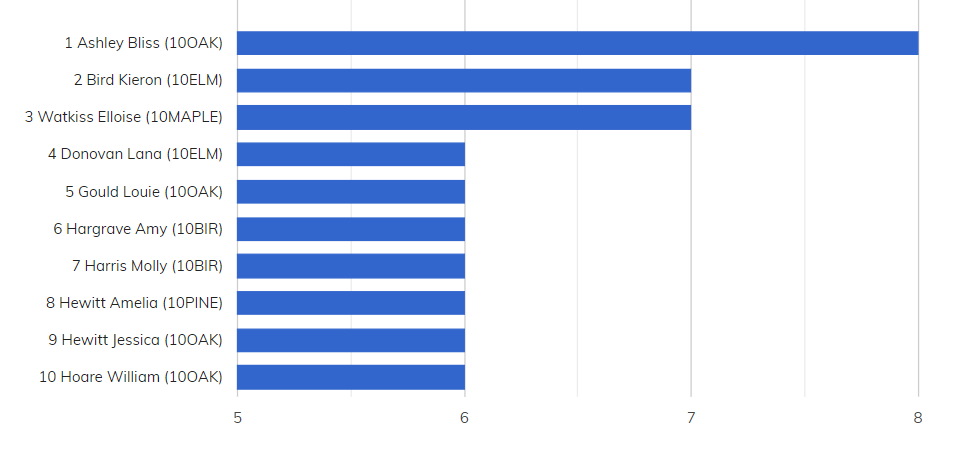 1 Ashley Bliss (10OAK)
2 Bird Kieron (10ELM)
3 Watkiss Elloise (10MAPLE)
4 Donovan Lana (10ELM)
5 Gould Louie (10OAK)
6 Hargrave Amy (10BIR)
7 Harris Molly (10BIR)
8 Hewitt Amelia (10PINE)
9 Hewitt Jessica (10OAK)
10 Hoare William (10OAK)
5 6 7 8